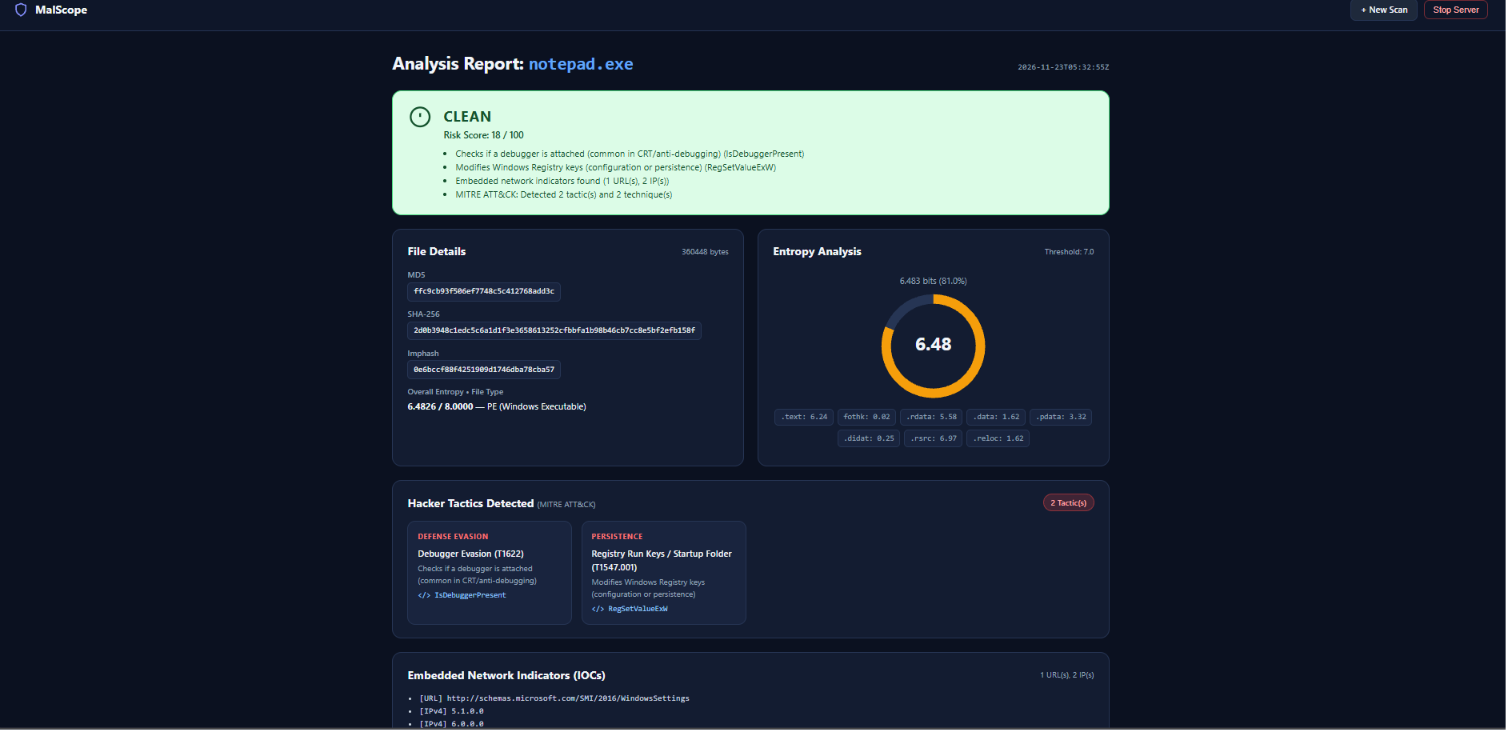 MalScope
+ New Scan
Stop Server
Analysis Report: notepad.exe
2026-11-23T05:32:55Z
CLEAN
Risk Score: 18 / 100
• Checks if a debugger is attached (common in CRT/anti-debugging) (IsDebuggerPresent)
• Modifies Windows Registry keys (configuration or persistence) (RegSetValueExW)
• Embedded network indicators found (1 URL(s), 2 IP(s))
• MITRE ATT&CK: Detected 2 tactic(s) and 2 technique(s)
File Details
360448 bytes
MD5
ffc9cb93f506ef7748c5c412768add3c
SHA-256
2d0b3948c1edc5c6a1d1f3e3658613252cfbbfa1b98b46cb7cc8e5bf2efb158f
Imphash
0e6bccf80f4251909d1746dba78cba57
Overall Entropy • File Type
6.4826 / 8.0000 — PE (Windows Executable)
Entropy Analysis
Threshold: 7.0
6.483 bits (81.0%)
6.48
.text: 6.24
fothk: 0.02
.rdata: 5.58
.data: 1.62
.pdata: 3.32
.didat: 0.25
.rsrc: 6.97
.reloc: 1.62
Hacker Tactics Detected (MITRE ATT&CK)
2 Tactic(s)
DEFENSE EVASION
Debugger Evasion (T1622)
Checks if a debugger is attached
(common in CRT/anti-debugging)
</> IsDebuggerPresent
PERSISTENCE
Registry Run Keys / Startup Folder
(T1547.001)
Modifies Windows Registry keys
(configuration or persistence)
</> RegSetValueExW
Embedded Network Indicators (IOCs)
1 URL(s), 2 IP(s)
• [URL] http://schemas.microsoft.com/SMI/2016/WindowsSettings
• [IPv4] 5.1.0.0
• [IPv4] 6.0.0.0